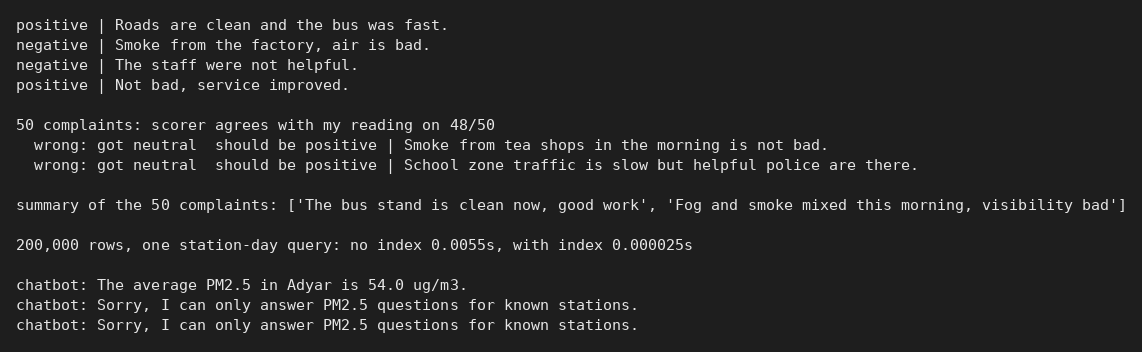 positive | Roads are clean and the bus was fast.
negative | Smoke from the factory, air is bad.
negative | The staff were not helpful.
positive | Not bad, service improved.
50 complaints: scorer agrees with my reading on 48/50
  wrong: got neutral  should be positive | Smoke from tea shops in the morning is not bad.
  wrong: got neutral  should be positive | School zone traffic is slow but helpful police are there.
summary of the 50 complaints: ['The bus stand is clean now, good work', 'Fog and smoke mixed this morning, visibility bad']
200,000 rows, one station-day query: no index 0.0055s, with index 0.000025s
chatbot: The average PM2.5 in Adyar is 54.0 ug/m3.
chatbot: Sorry, I can only answer PM2.5 questions for known stations.
chatbot: Sorry, I can only answer PM2.5 questions for known stations.